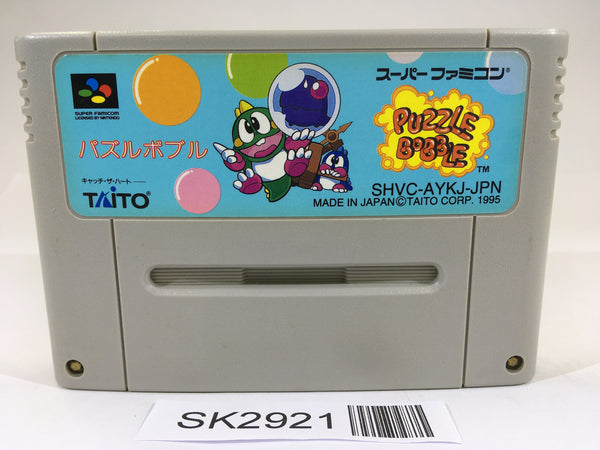 SUPER FAMICOM
LICENSED BY NINTENDO
スーパーファミコン®
パズルボブル
PUZZLE
BOBBLE
™
キャッチ・ザ・ハート
TAITO®
SHVC-AYKJ-JPN
MADE IN JAPAN©TAITO CORP. 1995
SK2921